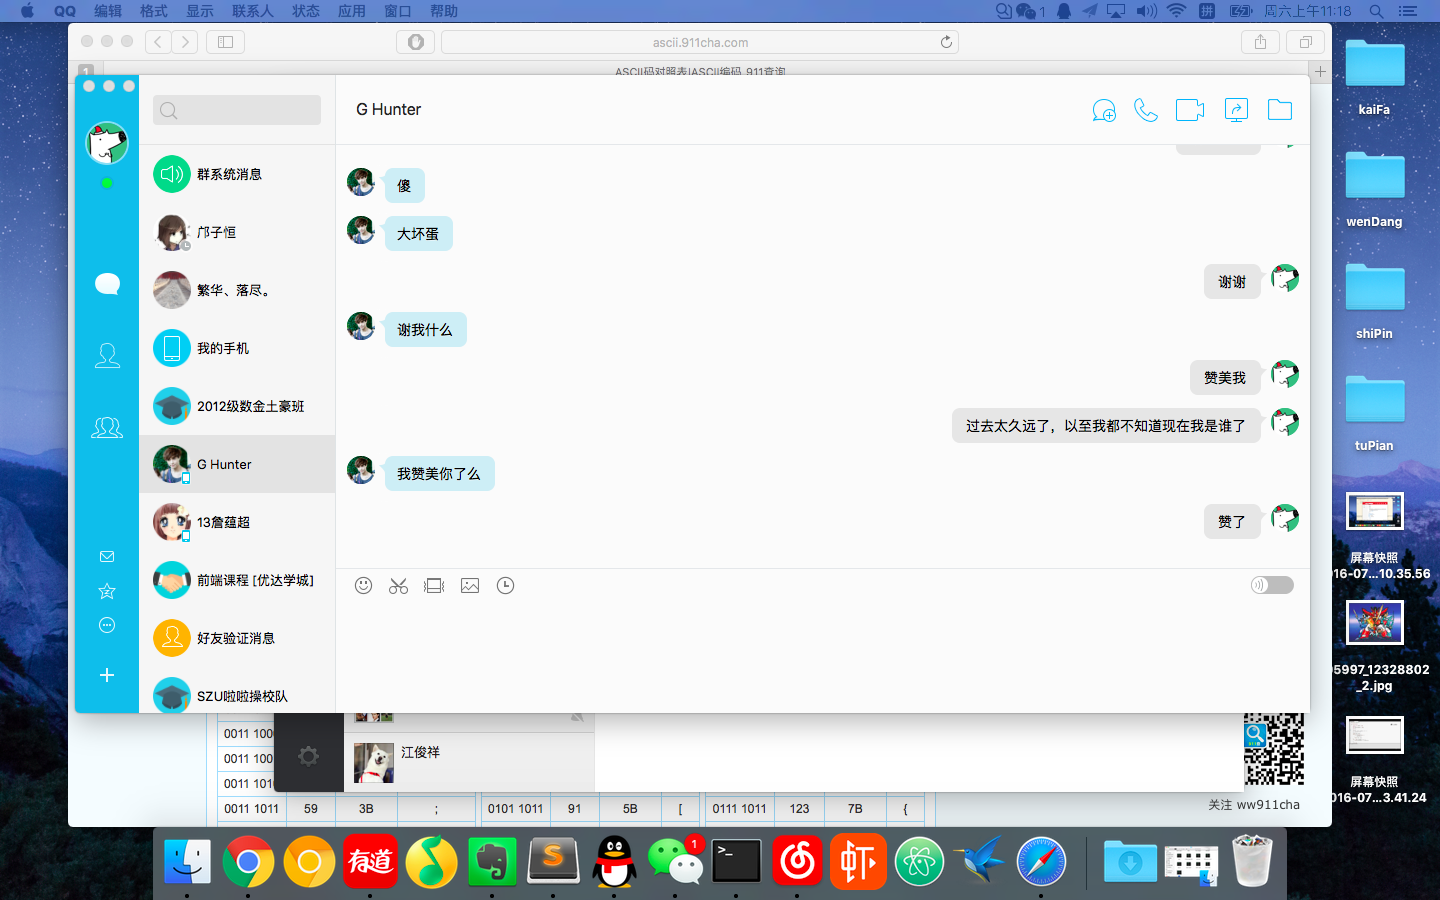 QQ 编辑 格式 显示 联系人 状态 应用 窗口 帮助
1 拼 周六上午11:18
ascii.911cha.com
1
ASCII码对照表|ASCII编码_911查询
G Hunter
群系统消息
邝子恒
繁华、落尽。
我的手机
2012级数金土豪班
G Hunter
13詹蕴超
前端课程 [优达学城]
好友验证消息
SZU啦啦操校队
傻
大坏蛋
谢谢
谢我什么
赞美我
过去太久远了，以至我都不知道现在我是谁了
我赞美你了么
赞了
kaiFa
wenDang
shiPin
tuPian
屏幕快照
16-07...10.35.56
5997_12328802
_2.jpg
屏幕快照
016-07...3.41.24
0011 100
0011 100
0011 101
江俊祥
0011 1011 59 3B ; 0101 1011 91 5B [ 0111 1011 123 7B {
关注 ww911cha
有道
S
1
>_
虾